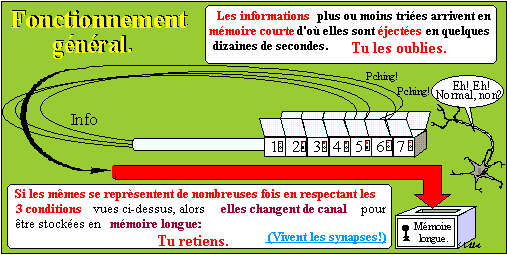 Fonctionnement
général.
Les informations plus ou moins triées arrivent en
mémoire courte d'où elles sont éjectées en quelques
dizaines de secondes. Tu les oublies.
Pching!
Pching!
Eh! Eh!
Normal, non?
Info
1 2 3 4 5 6 7
Si les mêmes se représentent de nombreuses fois en respectant les
3 conditions vues ci-dessus, alors elles changent de canal pour
être stockées en mémoire longue:
Tu retiens. (Vivent les synapses!)
Mémoire
longue.